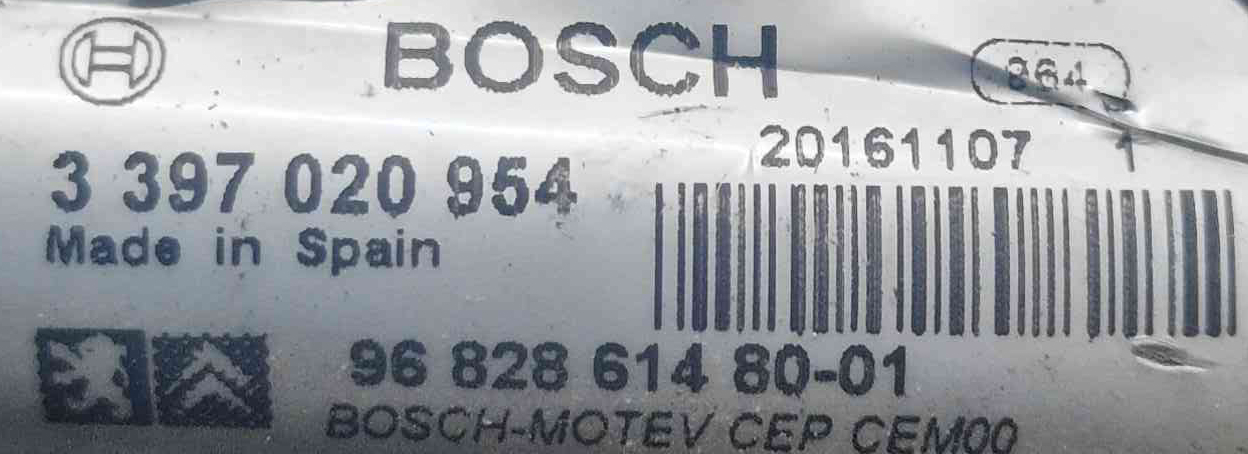 BOSCH
864
20161107 1
3 397 020 954
Made in Spain
96 828 614 80-01
BOSCH-MOTEV CEP CEM00